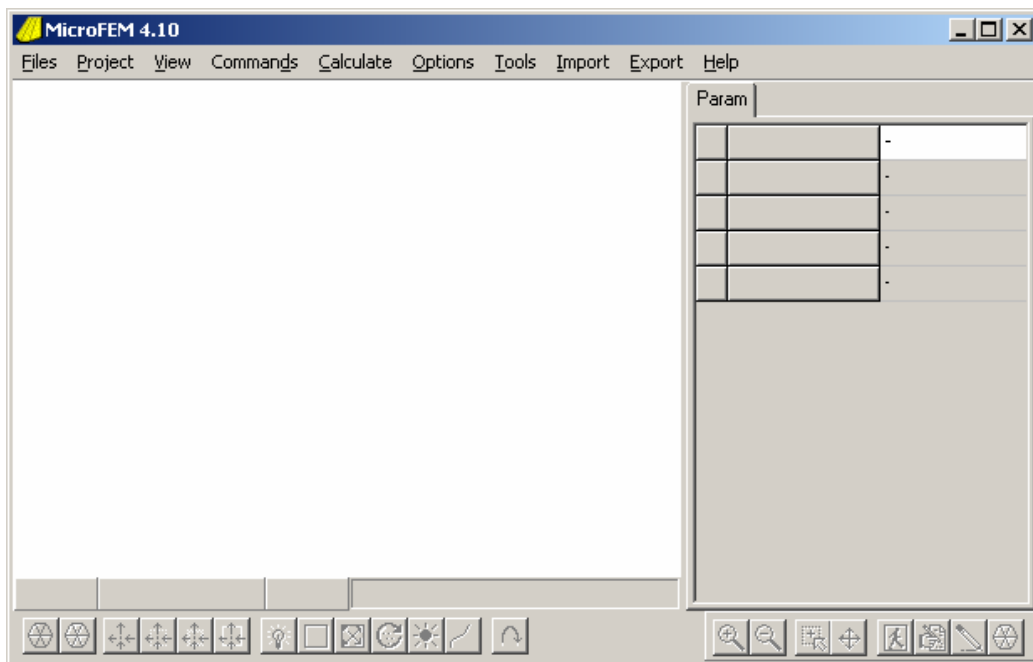 MicroFEM 4.10
Files Project View Commands Calculate Options Tools Import Export Help
Param
-
-
-
-
-